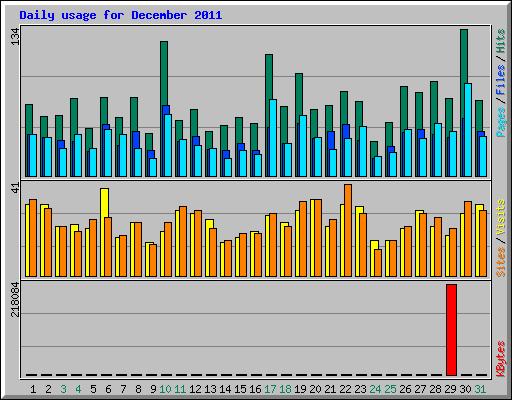 Daily usage for December 2011
134
Pages / Files / Hits
41
Sites / Visits
218084
KBytes
1 2 3 4 5 6 7 8 9 10 11 12 13 14 15 16 17 18 19 20 21 22 23 24 25 26 27 28 29 30 31